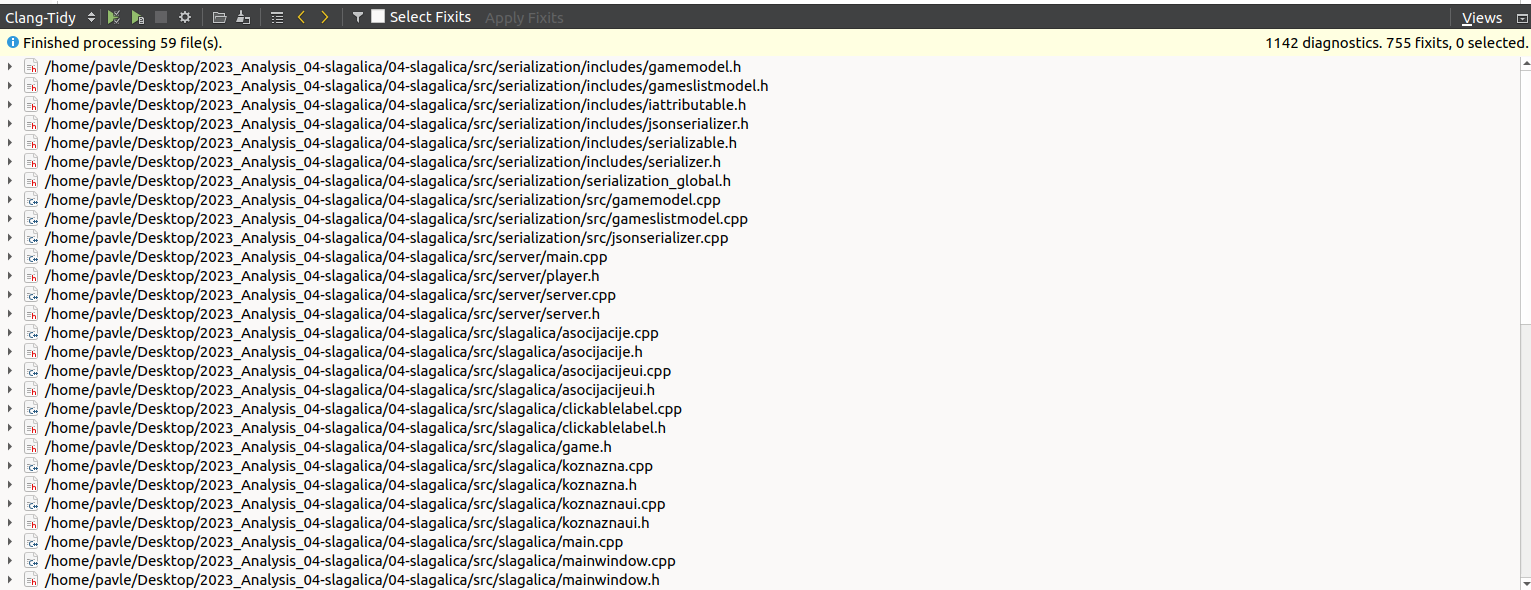 Clang-Tidy Select Fixits Apply Fixits Views
Finished processing 59 file(s). 1142 diagnostics. 755 fixits, 0 selected.
/home/pavle/Desktop/2023_Analysis_04-slagalica/04-slagalica/src/serialization/includes/gamemodel.h
/home/pavle/Desktop/2023_Analysis_04-slagalica/04-slagalica/src/serialization/includes/gameslistmodel.h
/home/pavle/Desktop/2023_Analysis_04-slagalica/04-slagalica/src/serialization/includes/iattributable.h
/home/pavle/Desktop/2023_Analysis_04-slagalica/04-slagalica/src/serialization/includes/jsonserializer.h
/home/pavle/Desktop/2023_Analysis_04-slagalica/04-slagalica/src/serialization/includes/serializable.h
/home/pavle/Desktop/2023_Analysis_04-slagalica/04-slagalica/src/serialization/includes/serializer.h
/home/pavle/Desktop/2023_Analysis_04-slagalica/04-slagalica/src/serialization/serialization_global.h
/home/pavle/Desktop/2023_Analysis_04-slagalica/04-slagalica/src/serialization/src/gamemodel.cpp
/home/pavle/Desktop/2023_Analysis_04-slagalica/04-slagalica/src/serialization/src/gameslistmodel.cpp
/home/pavle/Desktop/2023_Analysis_04-slagalica/04-slagalica/src/serialization/src/jsonserializer.cpp
/home/pavle/Desktop/2023_Analysis_04-slagalica/04-slagalica/src/server/main.cpp
/home/pavle/Desktop/2023_Analysis_04-slagalica/04-slagalica/src/server/player.h
/home/pavle/Desktop/2023_Analysis_04-slagalica/04-slagalica/src/server/server.cpp
/home/pavle/Desktop/2023_Analysis_04-slagalica/04-slagalica/src/server/server.h
/home/pavle/Desktop/2023_Analysis_04-slagalica/04-slagalica/src/slagalica/asocijacije.cpp
/home/pavle/Desktop/2023_Analysis_04-slagalica/04-slagalica/src/slagalica/asocijacije.h
/home/pavle/Desktop/2023_Analysis_04-slagalica/04-slagalica/src/slagalica/asocijacijeui.cpp
/home/pavle/Desktop/2023_Analysis_04-slagalica/04-slagalica/src/slagalica/asocijacijeui.h
/home/pavle/Desktop/2023_Analysis_04-slagalica/04-slagalica/src/slagalica/clickablelabel.cpp
/home/pavle/Desktop/2023_Analysis_04-slagalica/04-slagalica/src/slagalica/clickablelabel.h
/home/pavle/Desktop/2023_Analysis_04-slagalica/04-slagalica/src/slagalica/game.h
/home/pavle/Desktop/2023_Analysis_04-slagalica/04-slagalica/src/slagalica/koznazna.cpp
/home/pavle/Desktop/2023_Analysis_04-slagalica/04-slagalica/src/slagalica/koznazna.h
/home/pavle/Desktop/2023_Analysis_04-slagalica/04-slagalica/src/slagalica/koznaznaui.cpp
/home/pavle/Desktop/2023_Analysis_04-slagalica/04-slagalica/src/slagalica/koznaznaui.h
/home/pavle/Desktop/2023_Analysis_04-slagalica/04-slagalica/src/slagalica/main.cpp
/home/pavle/Desktop/2023_Analysis_04-slagalica/04-slagalica/src/slagalica/mainwindow.cpp
/home/pavle/Desktop/2023_Analysis_04-slagalica/04-slagalica/src/slagalica/mainwindow.h